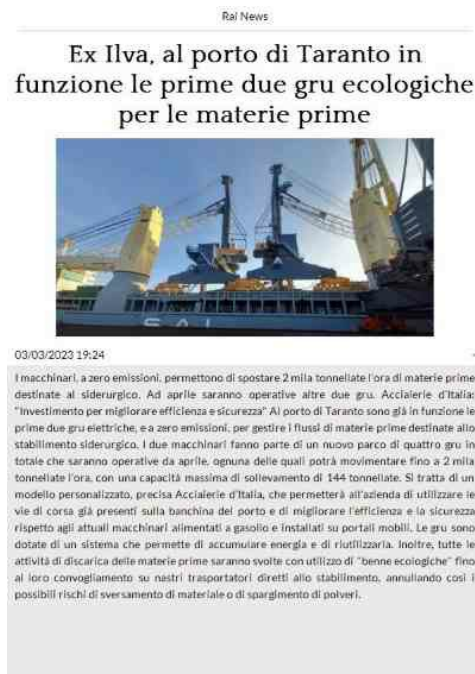 Rai News
Ex Ilva, al porto di Taranto in
funzione le prime due gru ecologiche
per le materie prime
SAL
03/03/2023 19:24
I macchinari, a zero emissioni, permettono di spostare 2 mila tonnellate l'ora di materie prime
destinate al siderurgico. Ad aprile saranno operative altre due gru. Acciaierie d'Italia:
"Investimento per migliorare efficienza e sicurezza" Al porto di Taranto sono già in funzione le
prime due gru elettriche, e a zero emissioni, per gestire i flussi di materie prime destinate allo
stabilimento siderurgico. I due macchinari fanno parte di un nuovo parco di quattro gru in
totale che saranno operative da aprile, ognuna delle quali potrà movimentare fino a 2 mila
tonnellate l'ora, con una capacità massima di sollevamento di 144 tonnellate. Si tratta di un
modello personalizzato, precisa Acciaierie d'Italia, che permetterà all'azienda di utilizzare le
vie di corsa già presenti sulla banchina del porto e di migliorare l'efficienza e la sicurezza
rispetto agli attuali macchinari alimentati a gasolio e installati su portali mobili. Le gru sono
dotate di un sistema che permette di accumulare energia e di riutilizzarla. Inoltre, tutte le
attività di discarica delle materie prime saranno svolte con utilizzo di "benne ecologiche" fino
al loro convogliamento su nastri trasportatori diretti allo stabilimento, annullando così i
possibili rischi di sversamento di materiale o di spargimento di polveri.